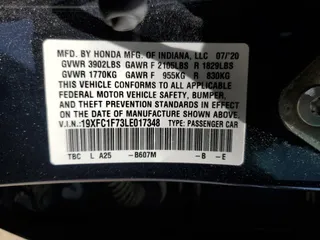 MFD. BY HONDA MFG. OF INDIANA, LLC 07/20
GVWR 3902LBS GAWR F 2105LBS R 1829LBS
GVWR 1770KG GAWR F 955KG R 830KG
THIS VEHICLE CONFORMS TO ALL APPLICABLE
FEDERAL MOTOR VEHICLE SAFETY, BUMPER,
AND THEFT PREVENTION STANDARDS IN EFFECT
ON THE DATE OF MANUFACTURE SHOWN ABOVE.
V.I.N.: 19XFC1F73LE017348 TYPE: PASSENGER CAR
TBC L A25 -B607M -B -E